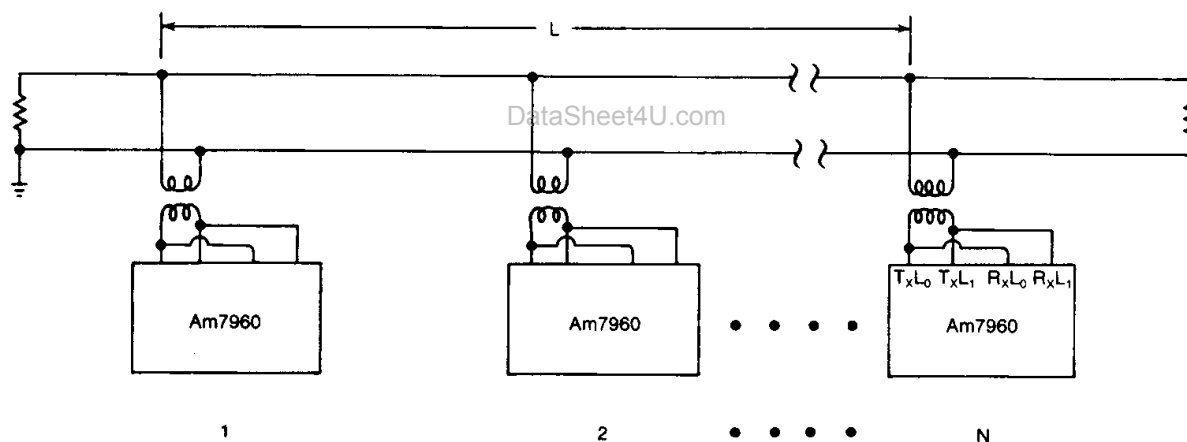 L
DataSheet4U.com
TxL0 TxL1 RxL0 RxL1
Am7960 Am7960 Am7960
1 2 N